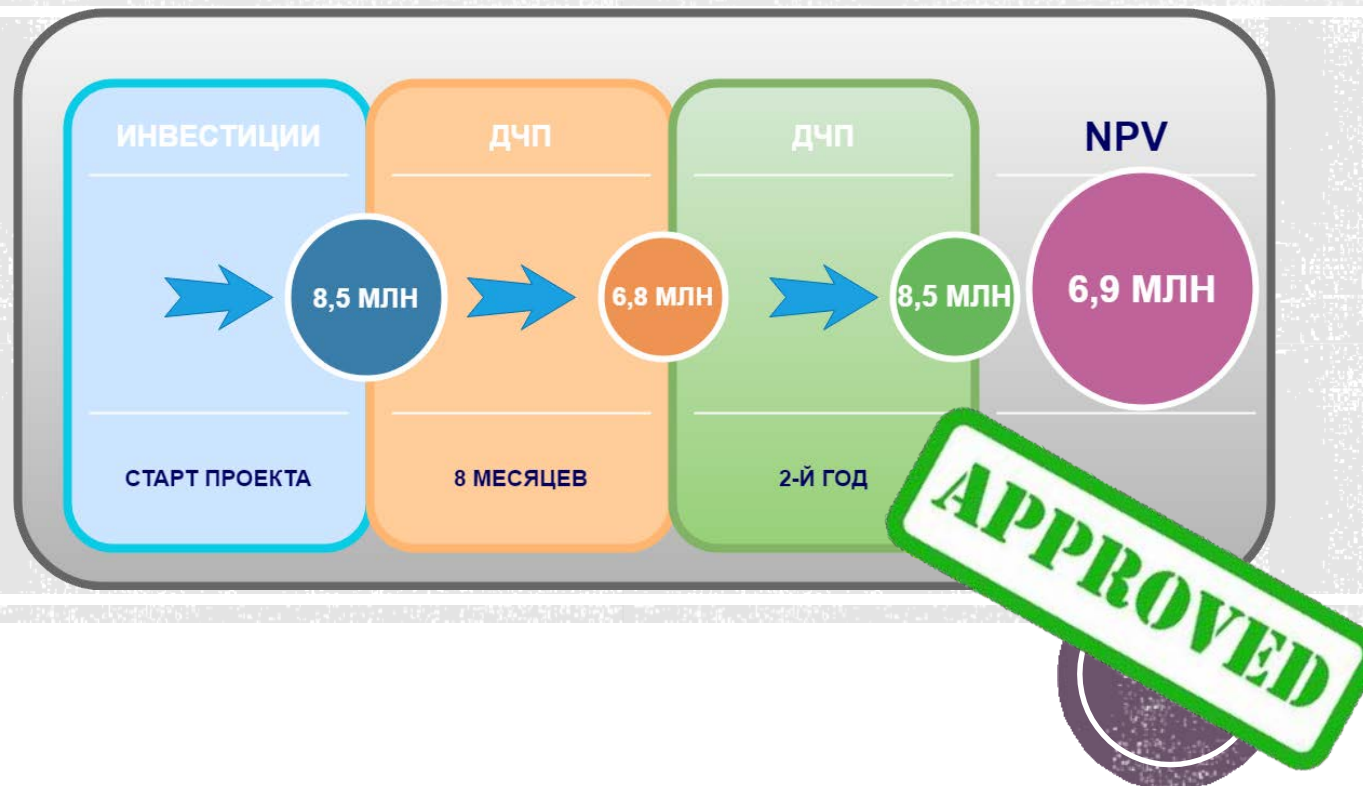 ИНВЕСТИЦИИ
ДЧП
ДЧП
NPV
8,5 МЛН
6,8 МЛН
8,5 МЛН
6,9 МЛН
СТАРТ ПРОЕКТА
8 МЕСЯЦЕВ
2-Й ГОД
APPROVED